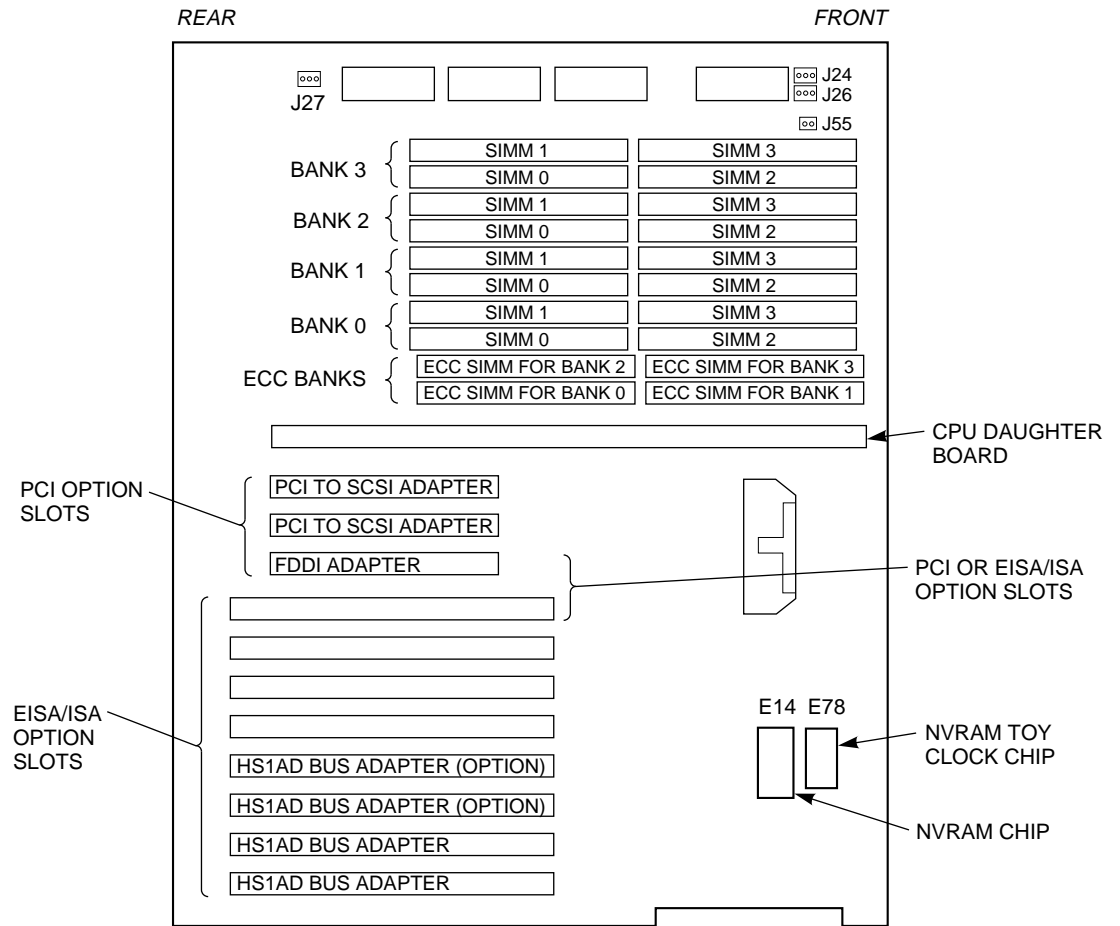 REAR
FRONT
J27
J24
J26
J55
BANK 3
SIMM 1
SIMM 3
SIMM 0
SIMM 2
BANK 2
SIMM 1
SIMM 3
SIMM 0
SIMM 2
BANK 1
SIMM 1
SIMM 3
SIMM 0
SIMM 2
BANK 0
SIMM 1
SIMM 3
SIMM 0
SIMM 2
ECC BANKS
ECC SIMM FOR BANK 2
ECC SIMM FOR BANK 3
ECC SIMM FOR BANK 0
ECC SIMM FOR BANK 1
CPU DAUGHTER
BOARD
PCI OPTION
SLOTS
PCI TO SCSI ADAPTER
PCI TO SCSI ADAPTER
FDDI ADAPTER
PCI OR EISA/ISA
OPTION SLOTS
EISA/ISA
OPTION
SLOTS
HS1AD BUS ADAPTER (OPTION)
HS1AD BUS ADAPTER (OPTION)
HS1AD BUS ADAPTER
HS1AD BUS ADAPTER
E14
E78
NVRAM TOY
CLOCK CHIP
NVRAM CHIP